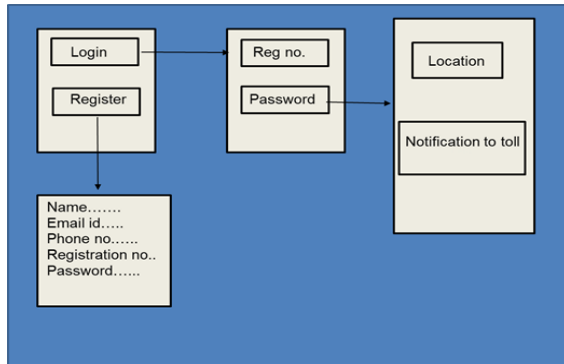 Login
Register
Reg no.
Password
Location
Notification to toll
Name…….
Email id…..
Phone no.…..
Registration no..
Password…...